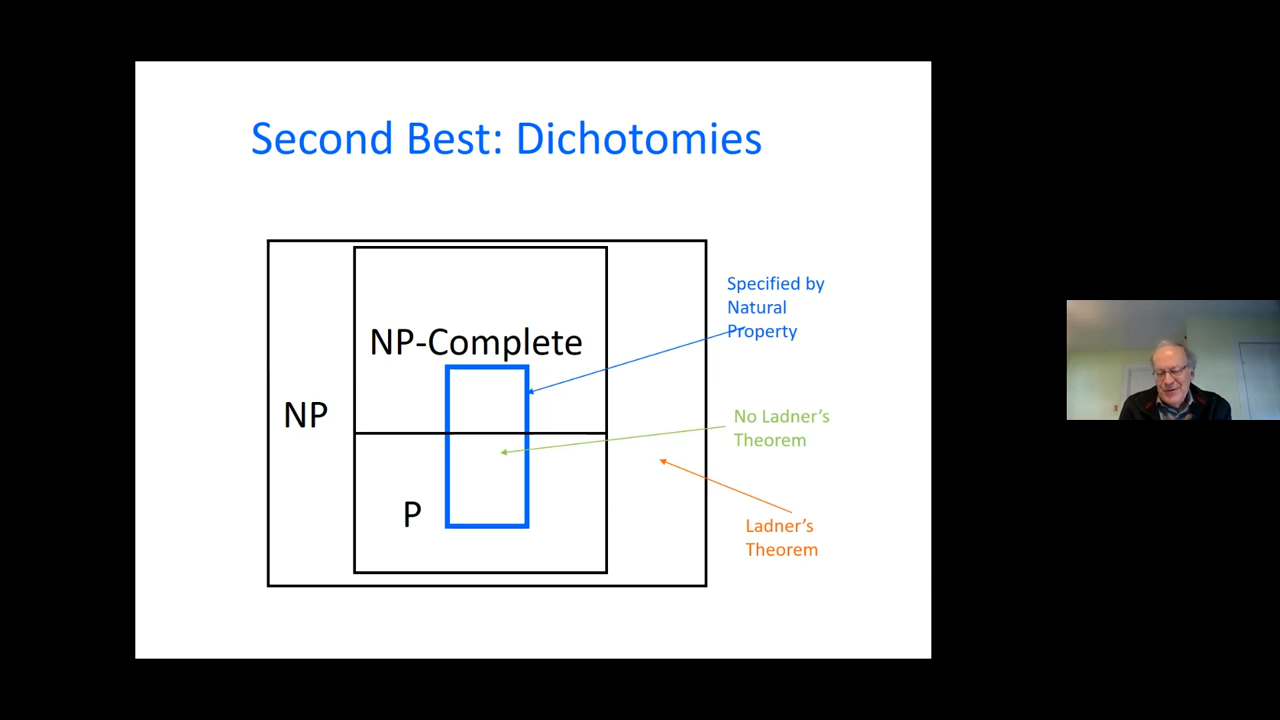 Second Best: Dichotomies
Specified by
Natural
Property
NP-Complete
NP
No Ladner's
Theorem
P
Ladner's
Theorem